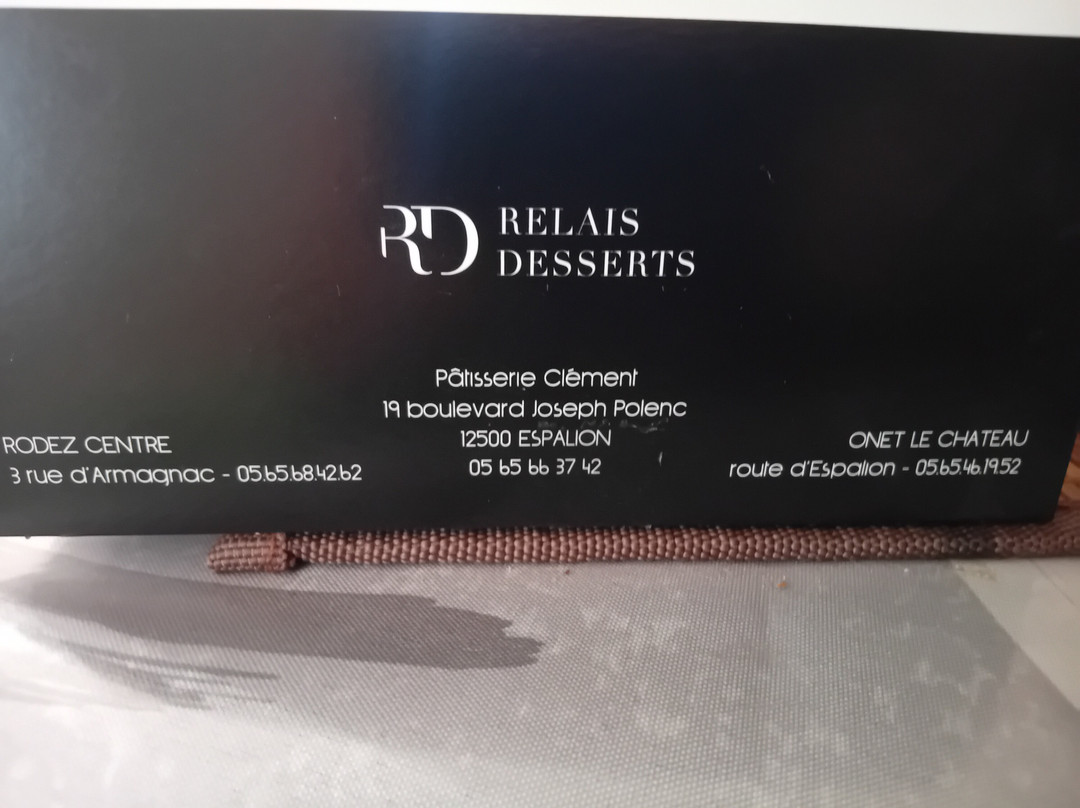 RD RELAIS
DESSERTS
Pâtisserie Clément
19 boulevard Joseph Polenc
12500 ESPALION
05 65 66 37 42
RODEZ CENTRE
3 rue d'Armagnac - 05.65.68.42.62
ONET LE CHATEAU
route d'Espalion - 05.65.46.19.52